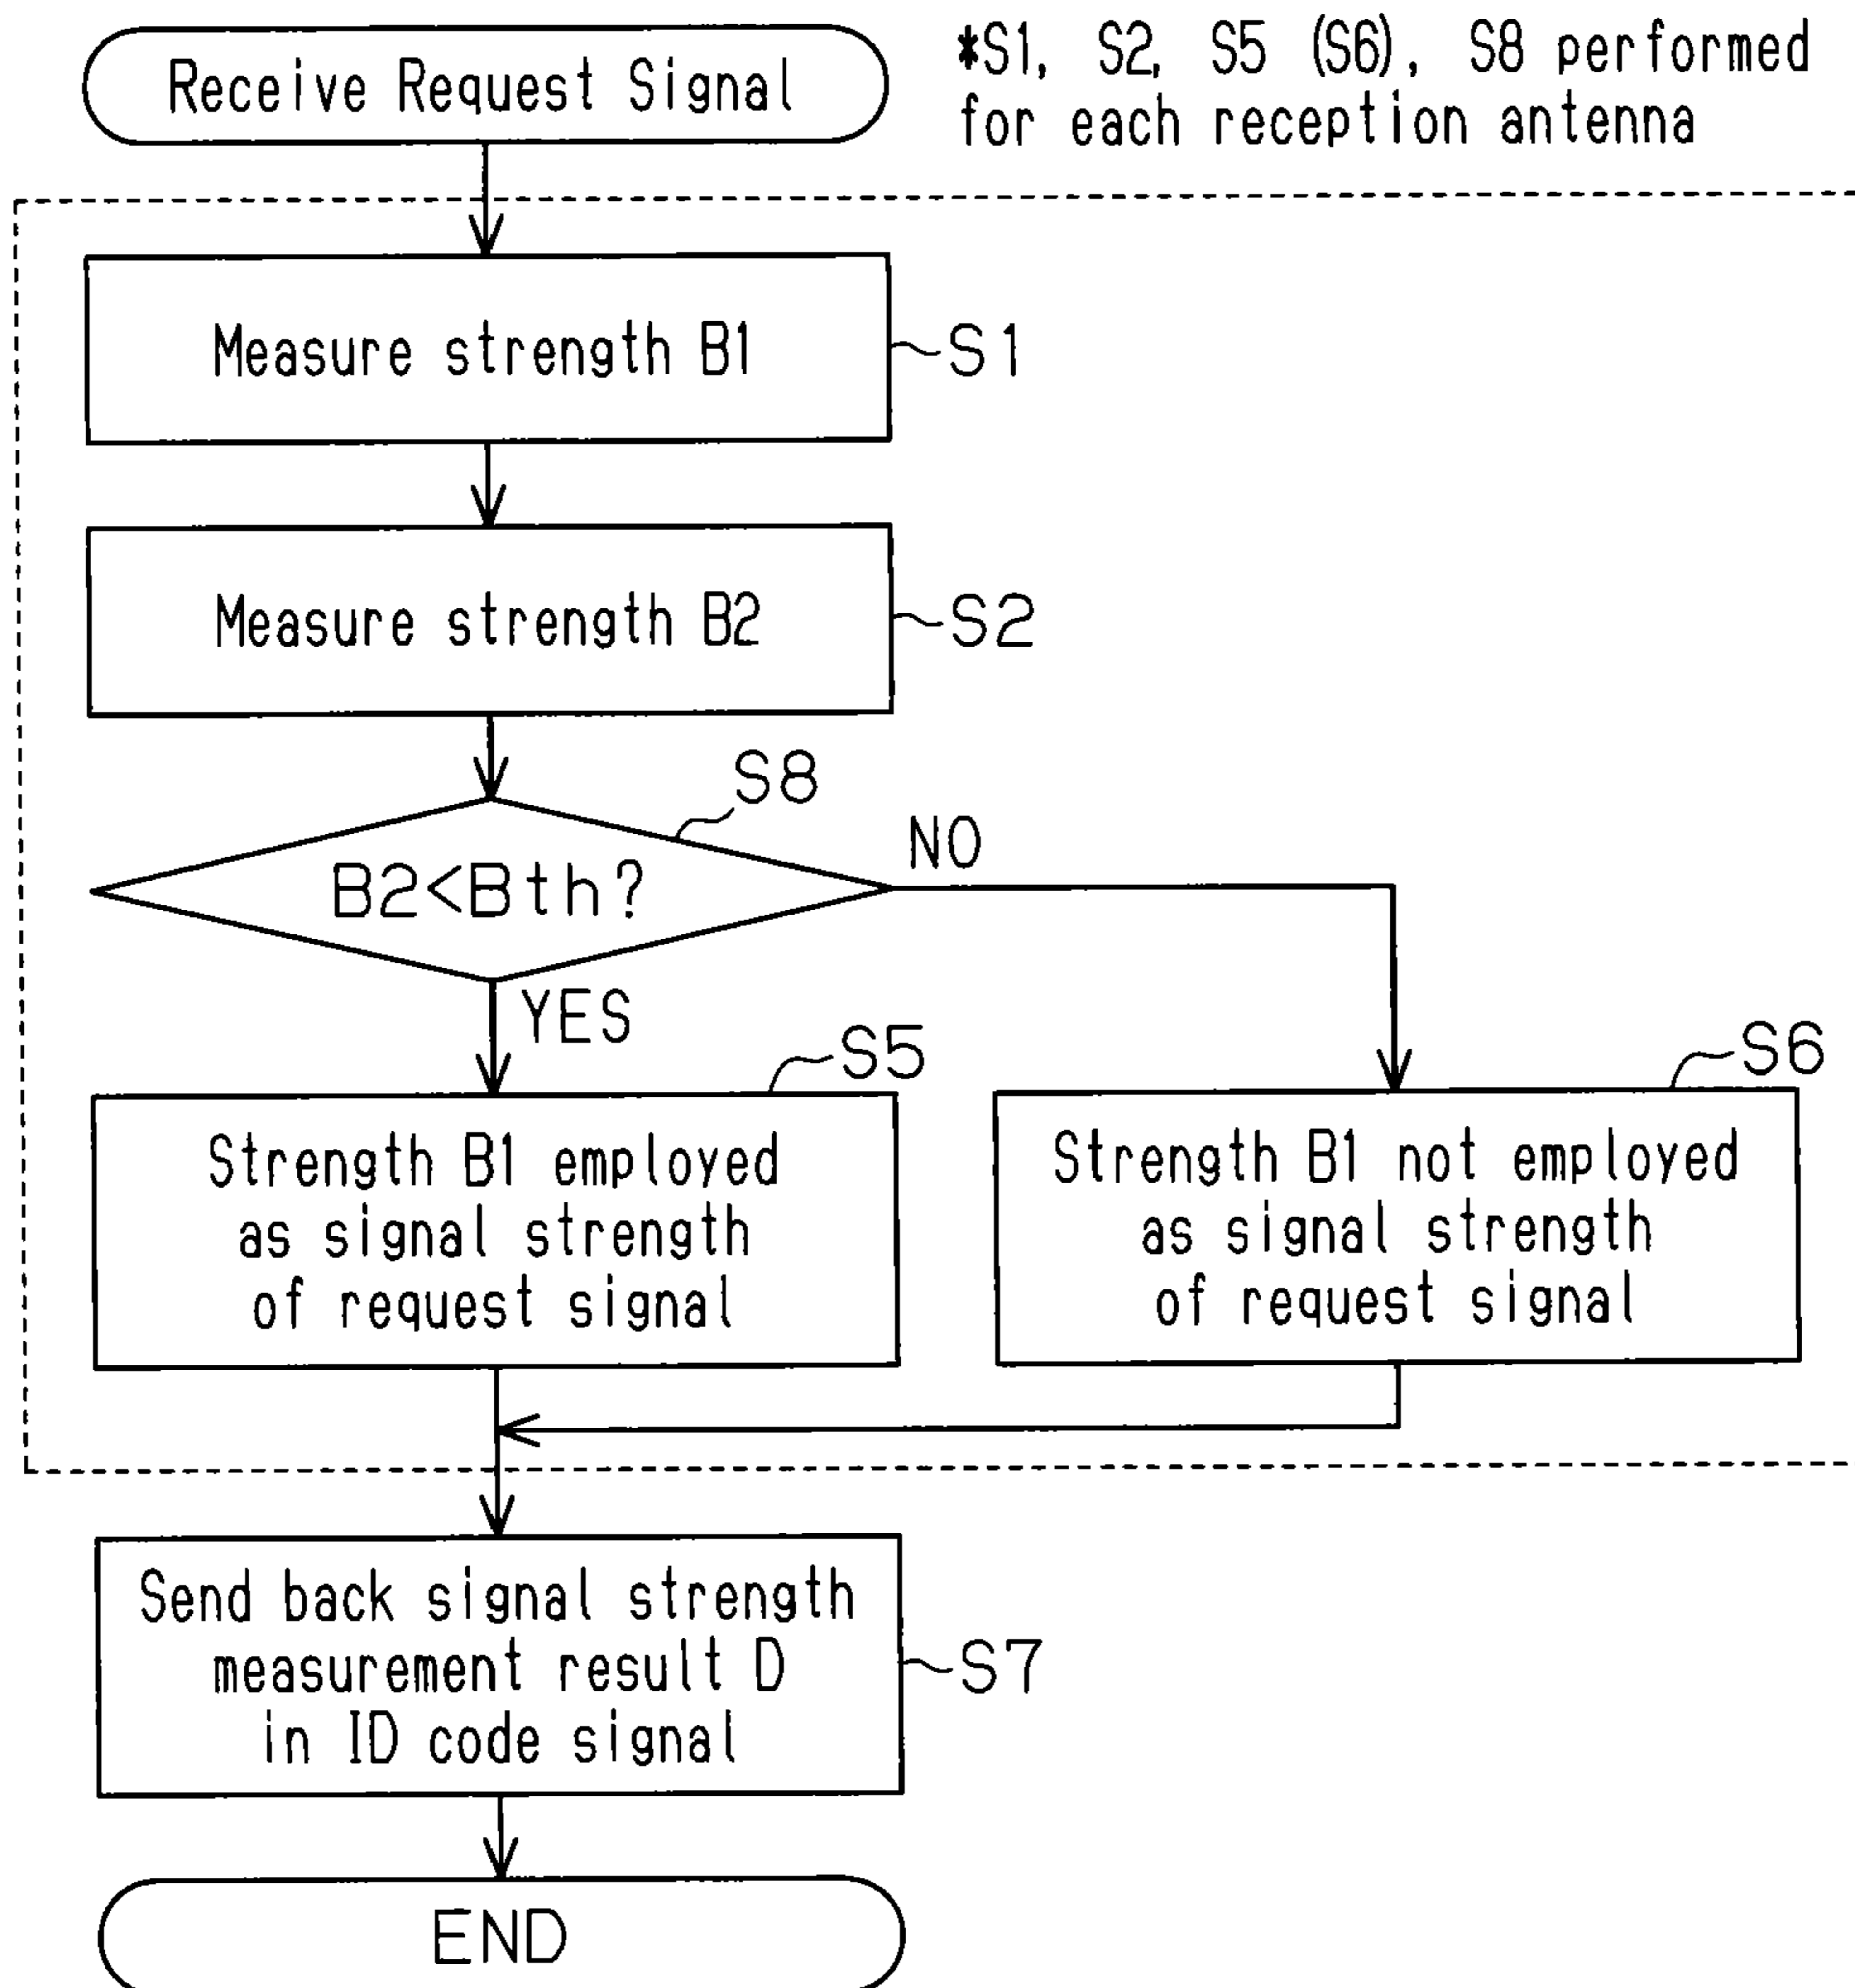 Receive Request Signal
*S1, S2, S5 (S6), S8 performed
for each reception antenna
Measure strength B1
S1
Measure strength B2
S2
S8
B2<Bth?
NO
YES
S5
S6
Strength B1 employed
as signal strength
of request signal
Strength B1 not employed
as signal strength
of request signal
Send back signal strength
measurement result D
in ID code signal
S7
END